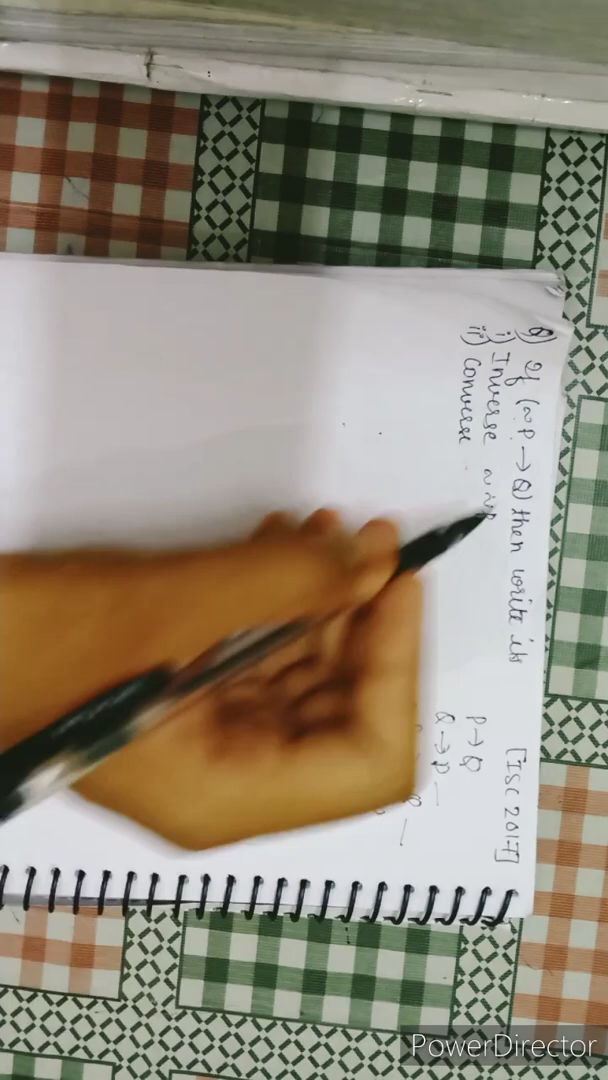 Q) If (~P → Q) then write its [ISC 2017]
i) Inverse ~ ~P
ii) Converse
P → Q
Q → P —
PowerDirector